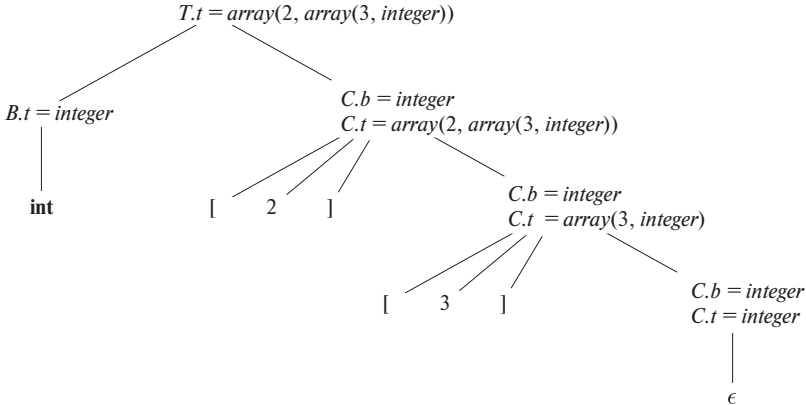 T.t = array(2, array(3, integer))
B.t = integer
C.b = integer
C.t = array(2, array(3, integer))
int
[ 2 ]
C.b = integer
C.t = array(3, integer)
[ 3 ]
C.b = integer
C.t = integer
ϵ